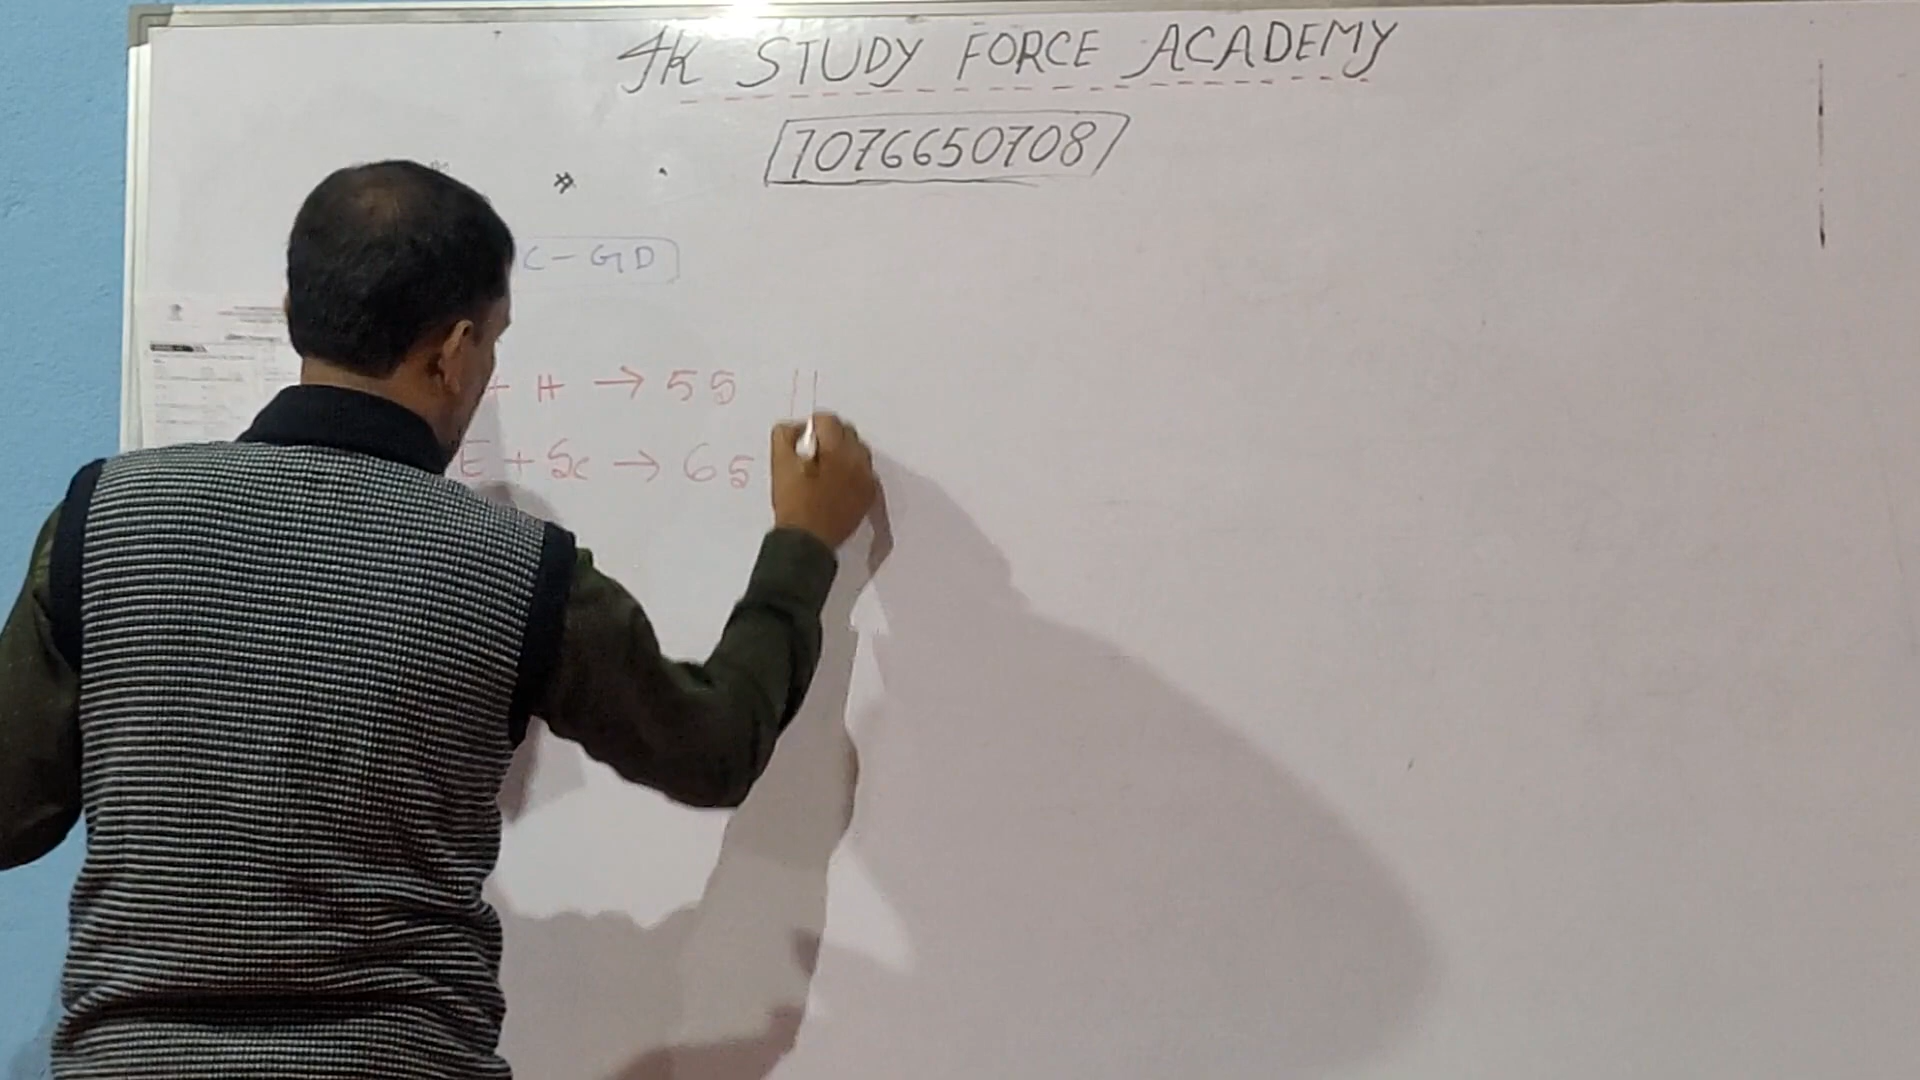 JK STUDY FORCE ACADEMY
7076650708
C-GD
+ H → 55 ||
E + Sc → 65